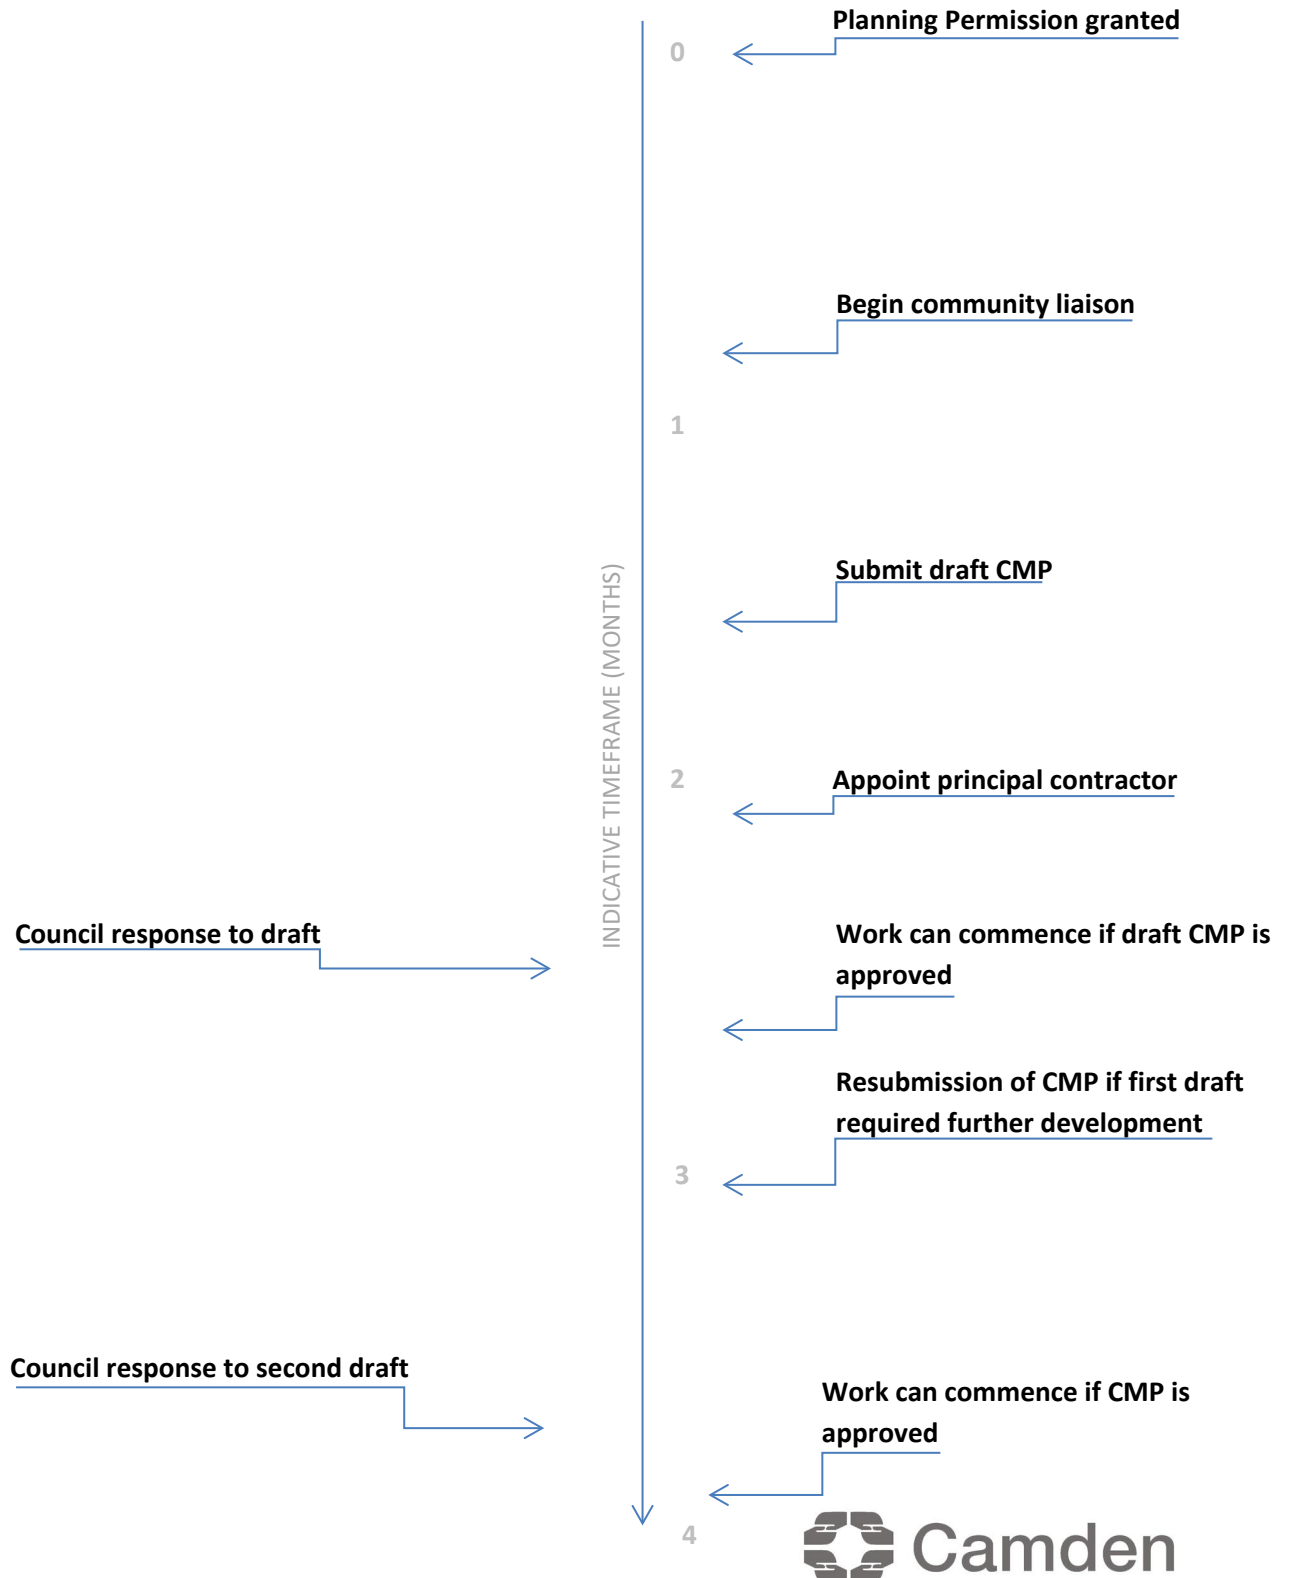 Planning Permission granted
0
Begin community liaison
1
Submit draft CMP
INDICATIVE TIMEFRAME (MONTHS)
2
Appoint principal contractor
Council response to draft
Work can commence if draft CMP is
approved
Resubmission of CMP if first draft
required further development
3
Council response to second draft
Work can commence if CMP is
approved
4
Camden